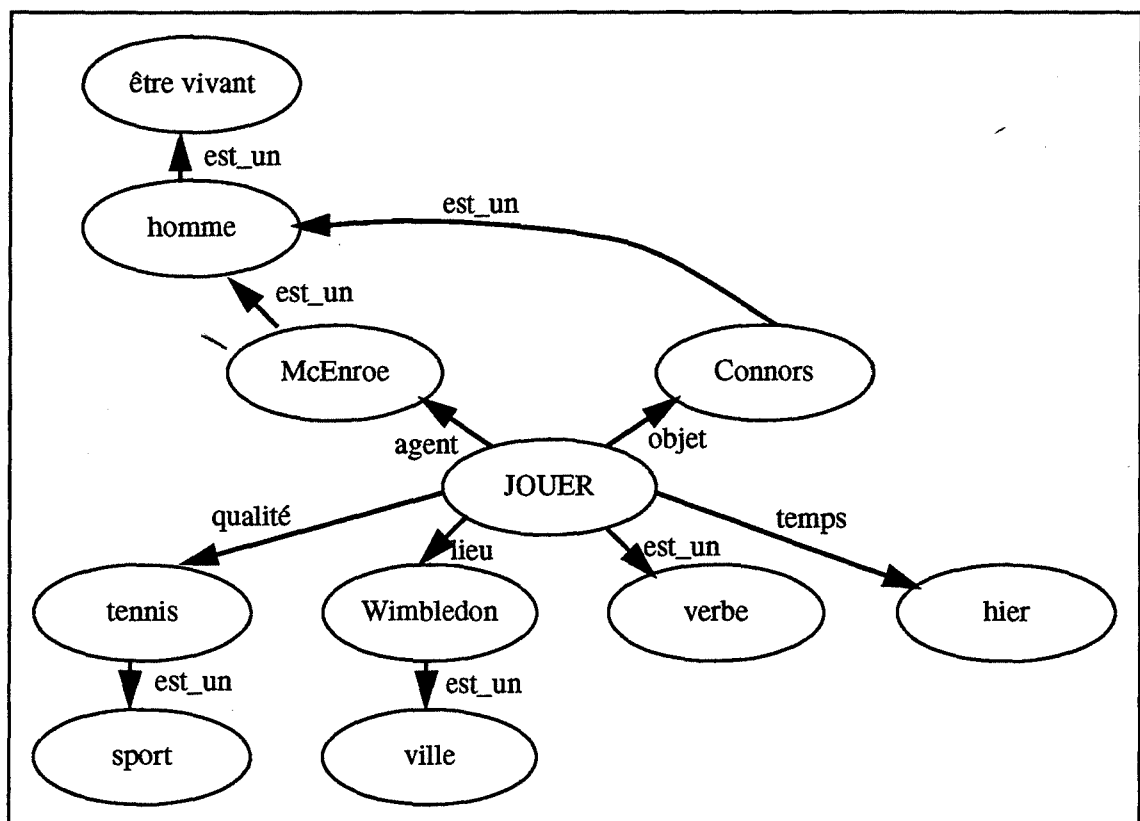 être vivant
est_un
homme
est_un
est_un
McEnroe
Connors
agent
objet
JOUER
qualité
lieu
est_un
temps
tennis
Wimbledon
verbe
hier
est_un
est_un
sport
ville